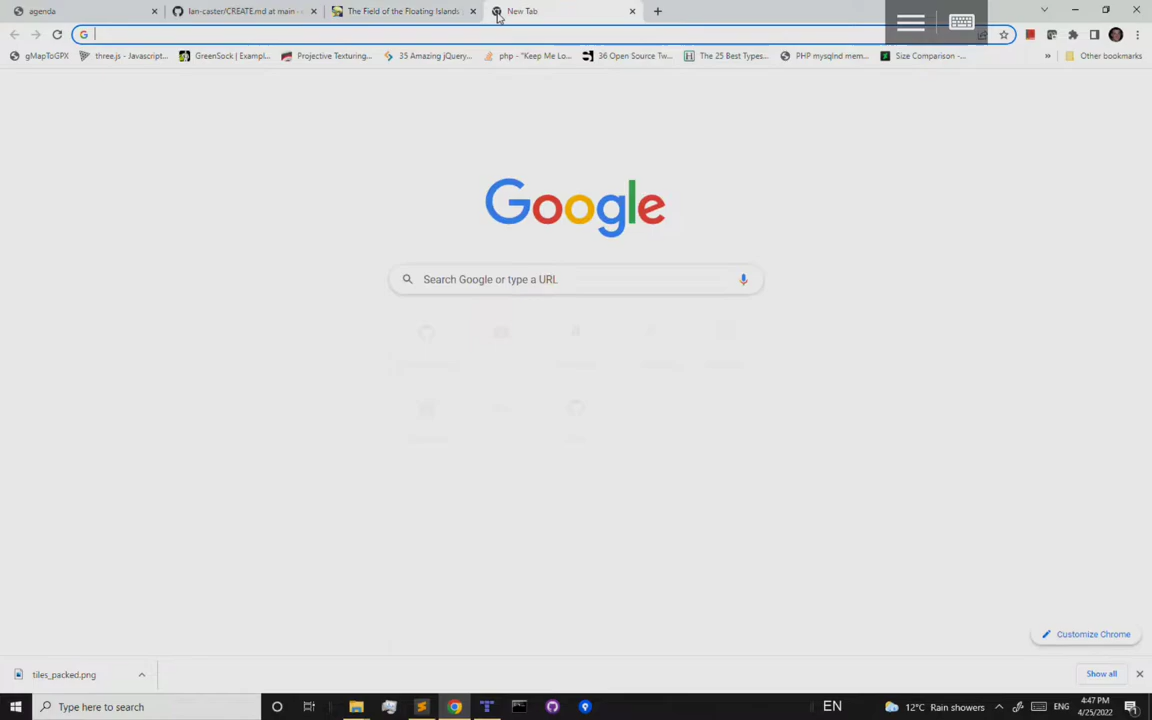 agenda
lan-caster/CREATE.md at main · c
The Field of the Floating Islands
New Tab
gMapToGPX
three.js - Javascript...
GreenSock | Exampl...
Projective Texturing...
35 Amazing jQuery...
php - "Keep Me Lo...
36 Open Source Tw...
The 25 Best Types...
PHP mysqlnd mem...
Size Comparison -...
»
Other bookmarks
Google
Search Google or type a URL
Customize Chrome
tiles_packed.png
Show all
Type here to search
EN
12°C Rain showers
ENG
4:47 PM
4/25/2022
1